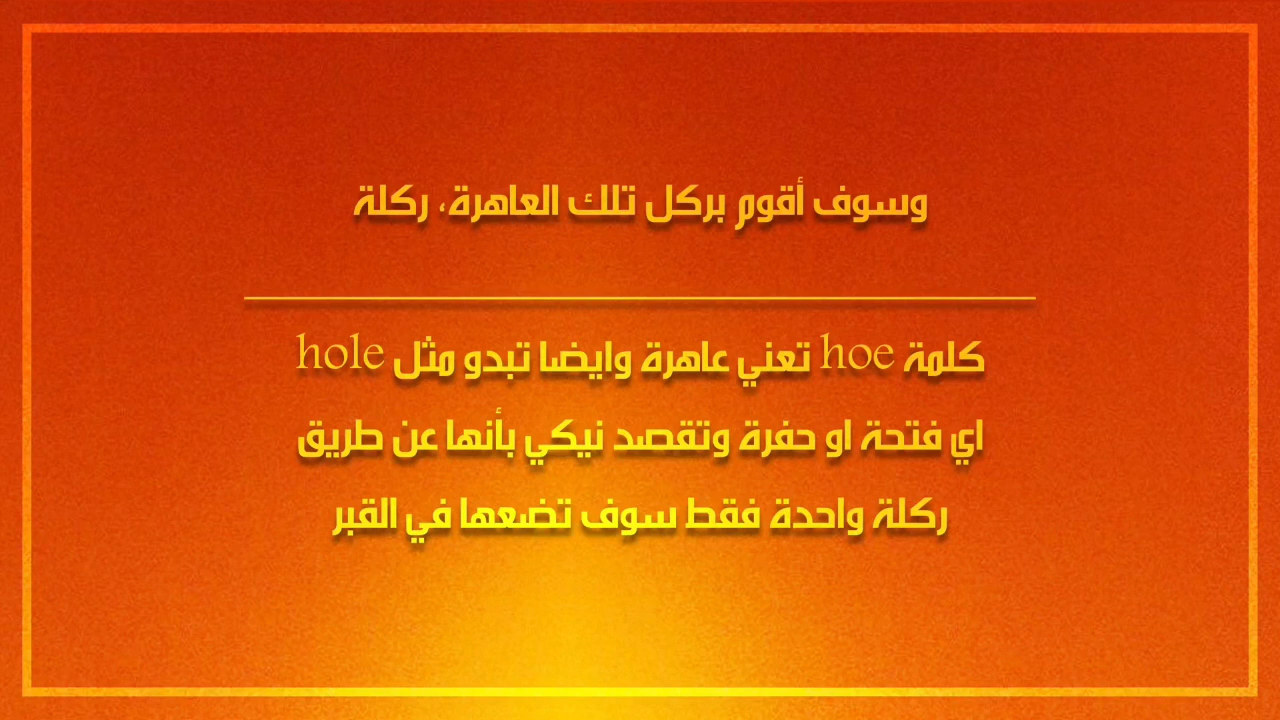 وسوف أقوم بركل تلك العاهرة، ركلة
كلمة hoe تعني عاهرة وايضا تبدو مثل hole
اي فتحة او حفرة وتقصد نيكي بأنها عن طريق
ركلة واحدة فقط سوف تضعها في القبر